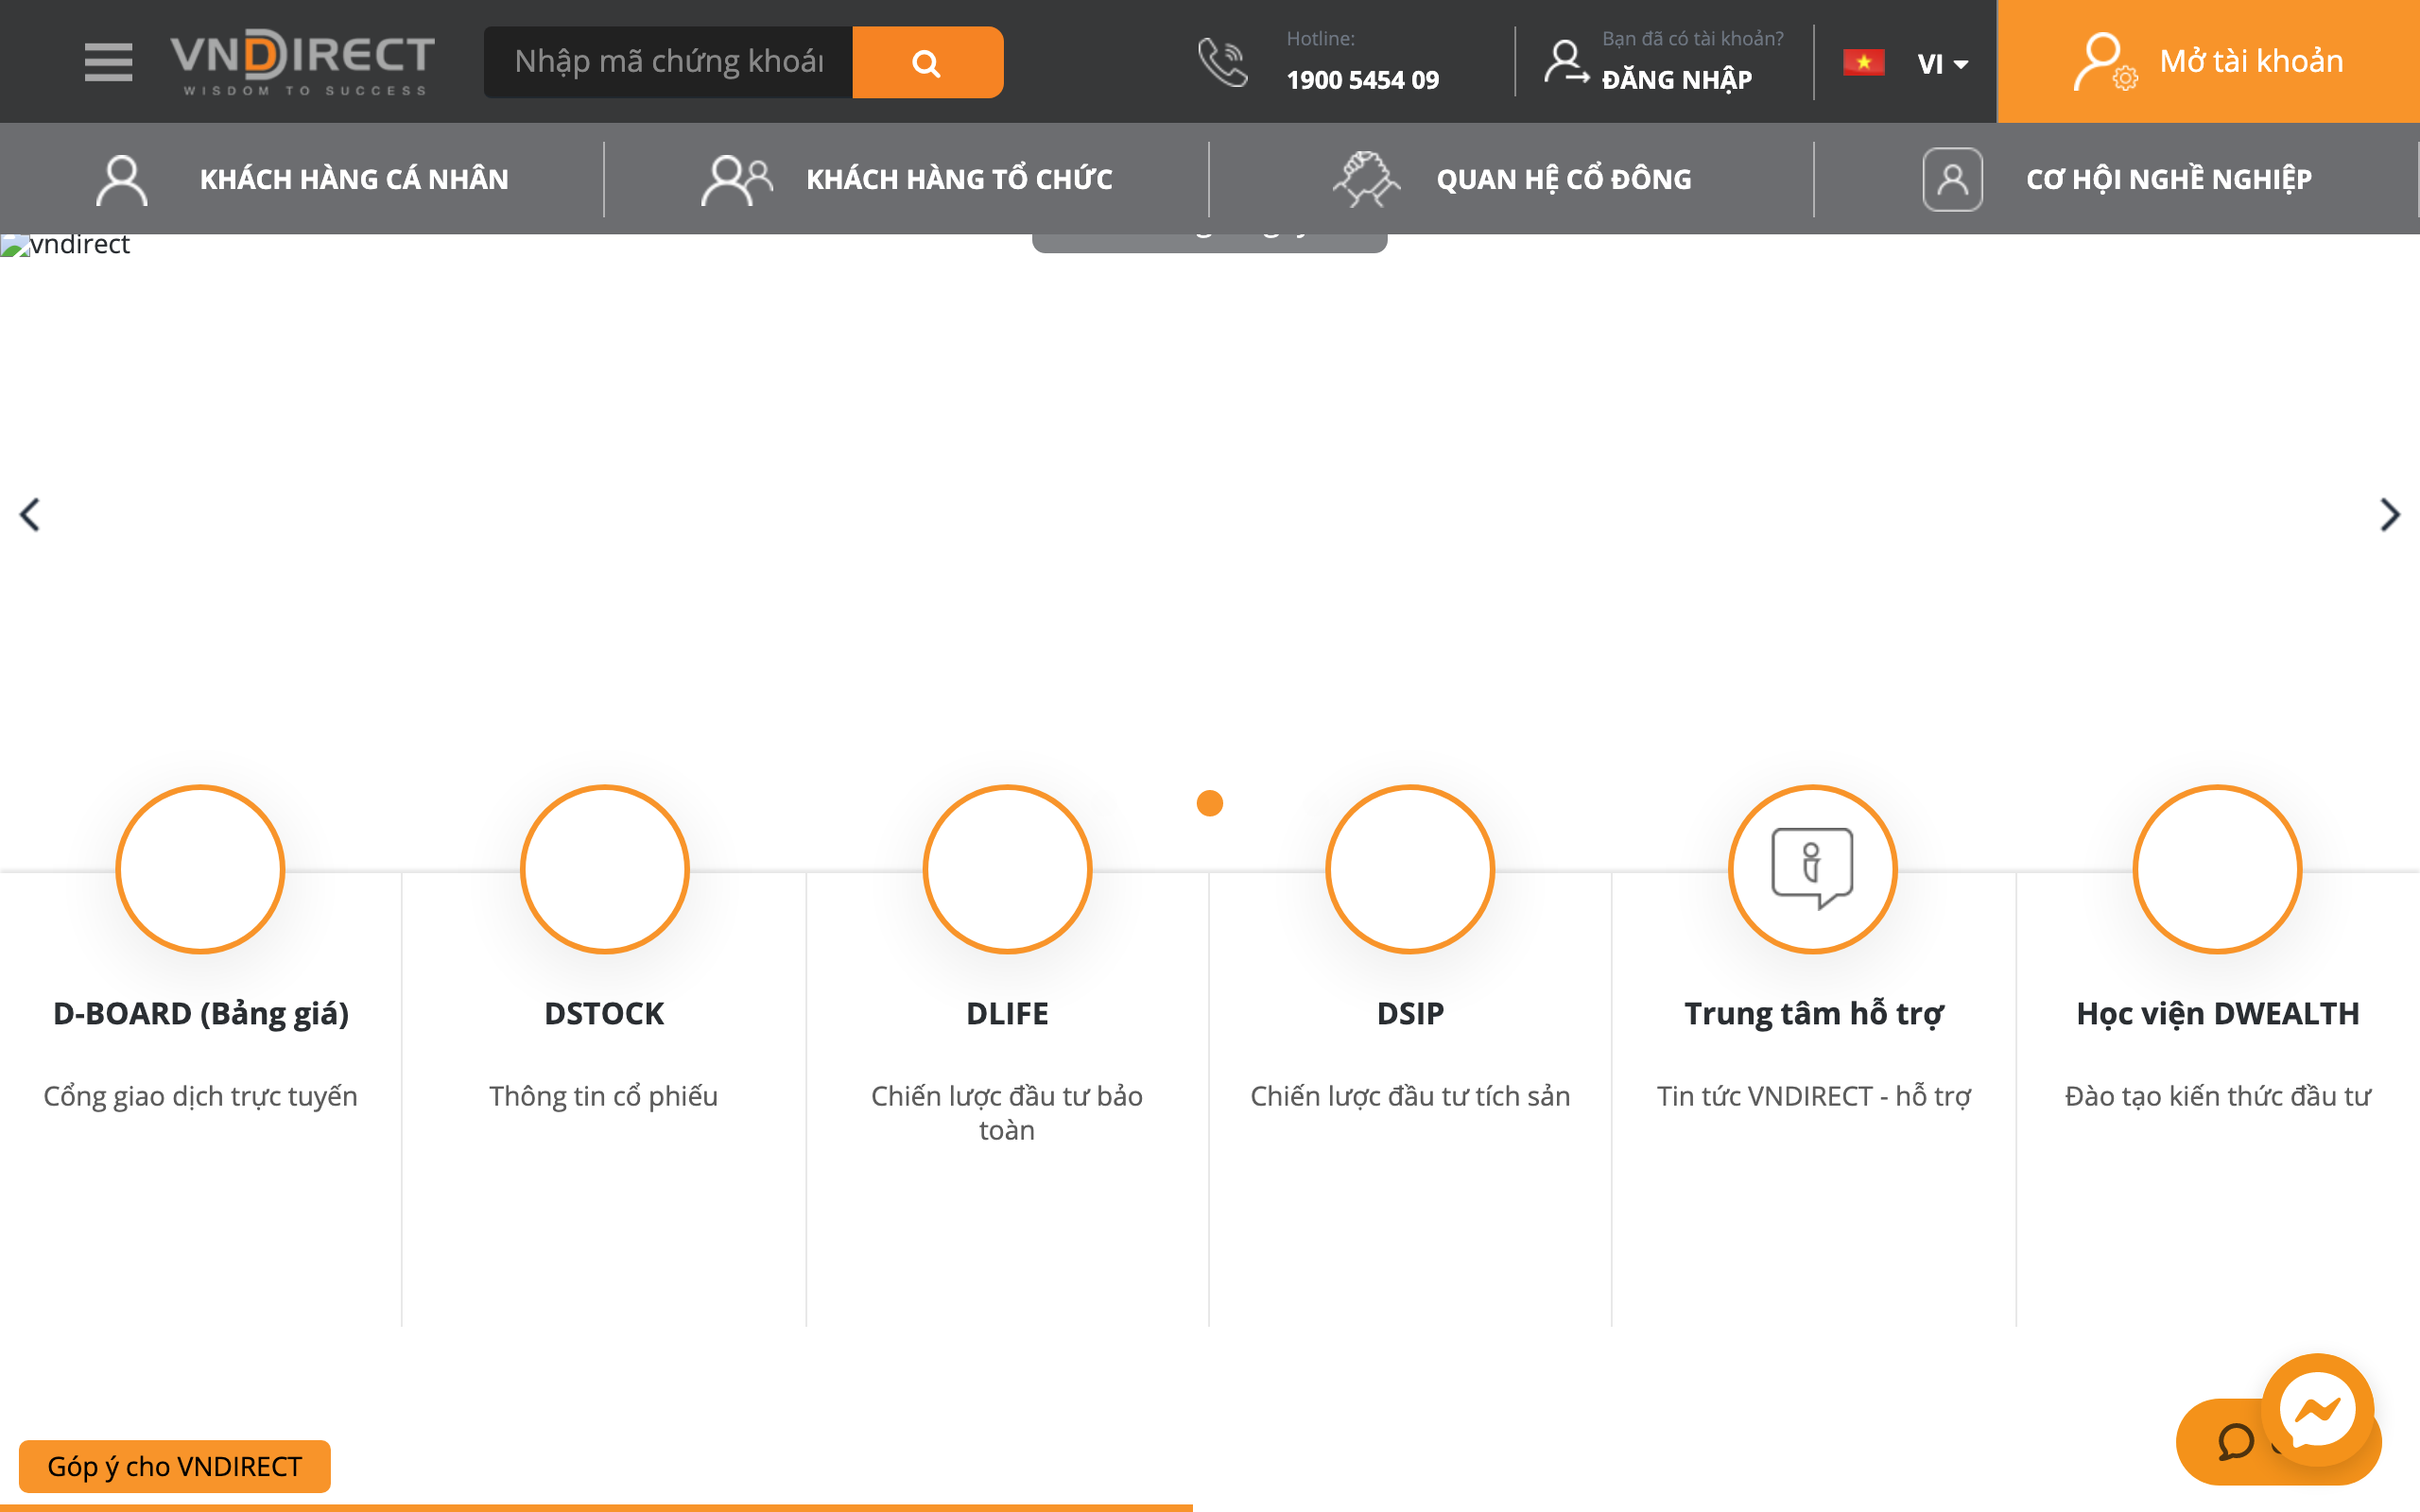 VNDIRECT
WISDOM TO SUCCESS
Nhập mã chứng khoán
Hotline:
1900 5454 09
Bạn đã có tài khoản?
ĐĂNG NHẬP
VI
Mở tài khoản
KHÁCH HÀNG CÁ NHÂN
KHÁCH HÀNG TỔ CHỨC
QUAN HỆ CỔ ĐÔNG
CƠ HỘI NGHỀ NGHIỆP
vndirect
D-BOARD (Bảng giá)
Cổng giao dịch trực tuyến
DSTOCK
Thông tin cổ phiếu
DLIFE
Chiến lược đầu tư bảo
toàn
DSIP
Chiến lược đầu tư tích sản
Trung tâm hỗ trợ
Tin tức VNDIRECT - hỗ trợ
Học viện DWEALTH
Đào tạo kiến thức đầu tư
Góp ý cho VNDIRECT